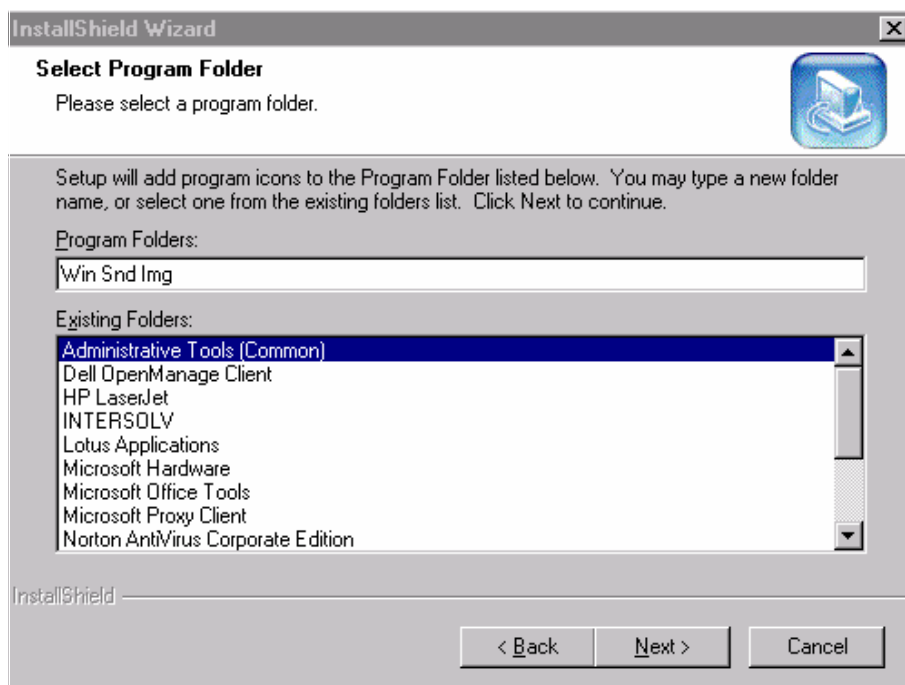 InstallShield Wizard
Select Program Folder
Please select a program folder.
Setup will add program icons to the Program Folder listed below.  You may type a new folder
name, or select one from the existing folders list.  Click Next to continue.
Program Folders:
Win Snd Img
Existing Folders:
Administrative Tools (Common)
Dell OpenManage Client
HP LaserJet
INTERSOLV
Lotus Applications
Microsoft Hardware
Microsoft Office Tools
Microsoft Proxy Client
Norton AntiVirus Corporate Edition
InstallShield
< Back Next > Cancel